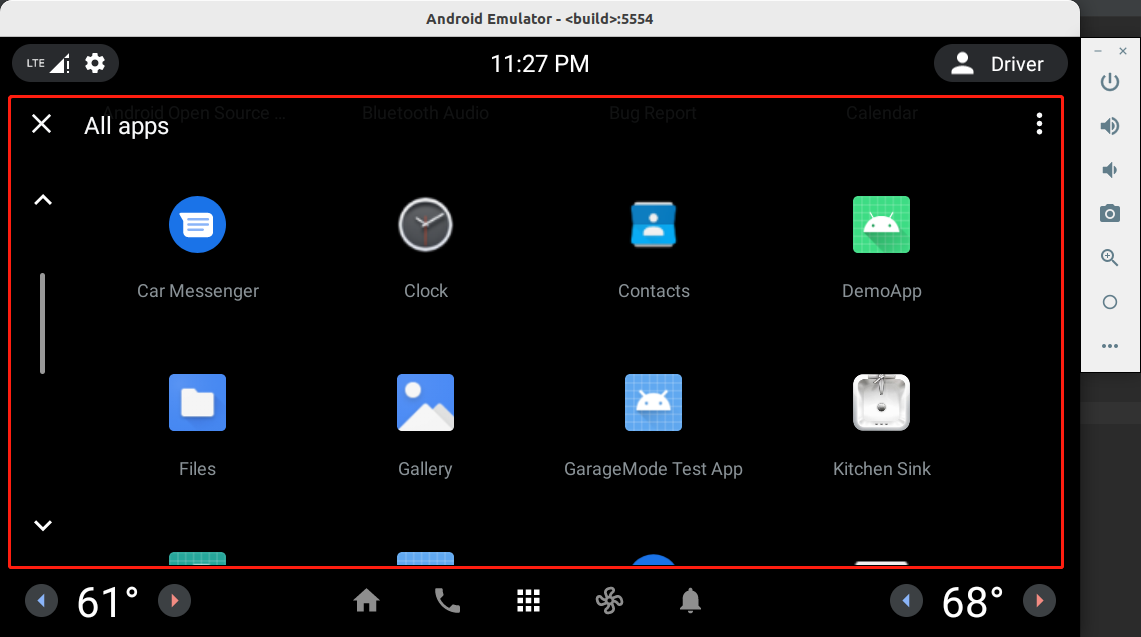 Android Emulator - <build>:5554
LTE
11:27 PM
Driver
Android Open Source ...
Bluetooth Audio
Bug Report
Calendar
All apps
Car Messenger
Clock
Contacts
DemoApp
Files
Gallery
GarageMode Test App
Kitchen Sink
61°
68°